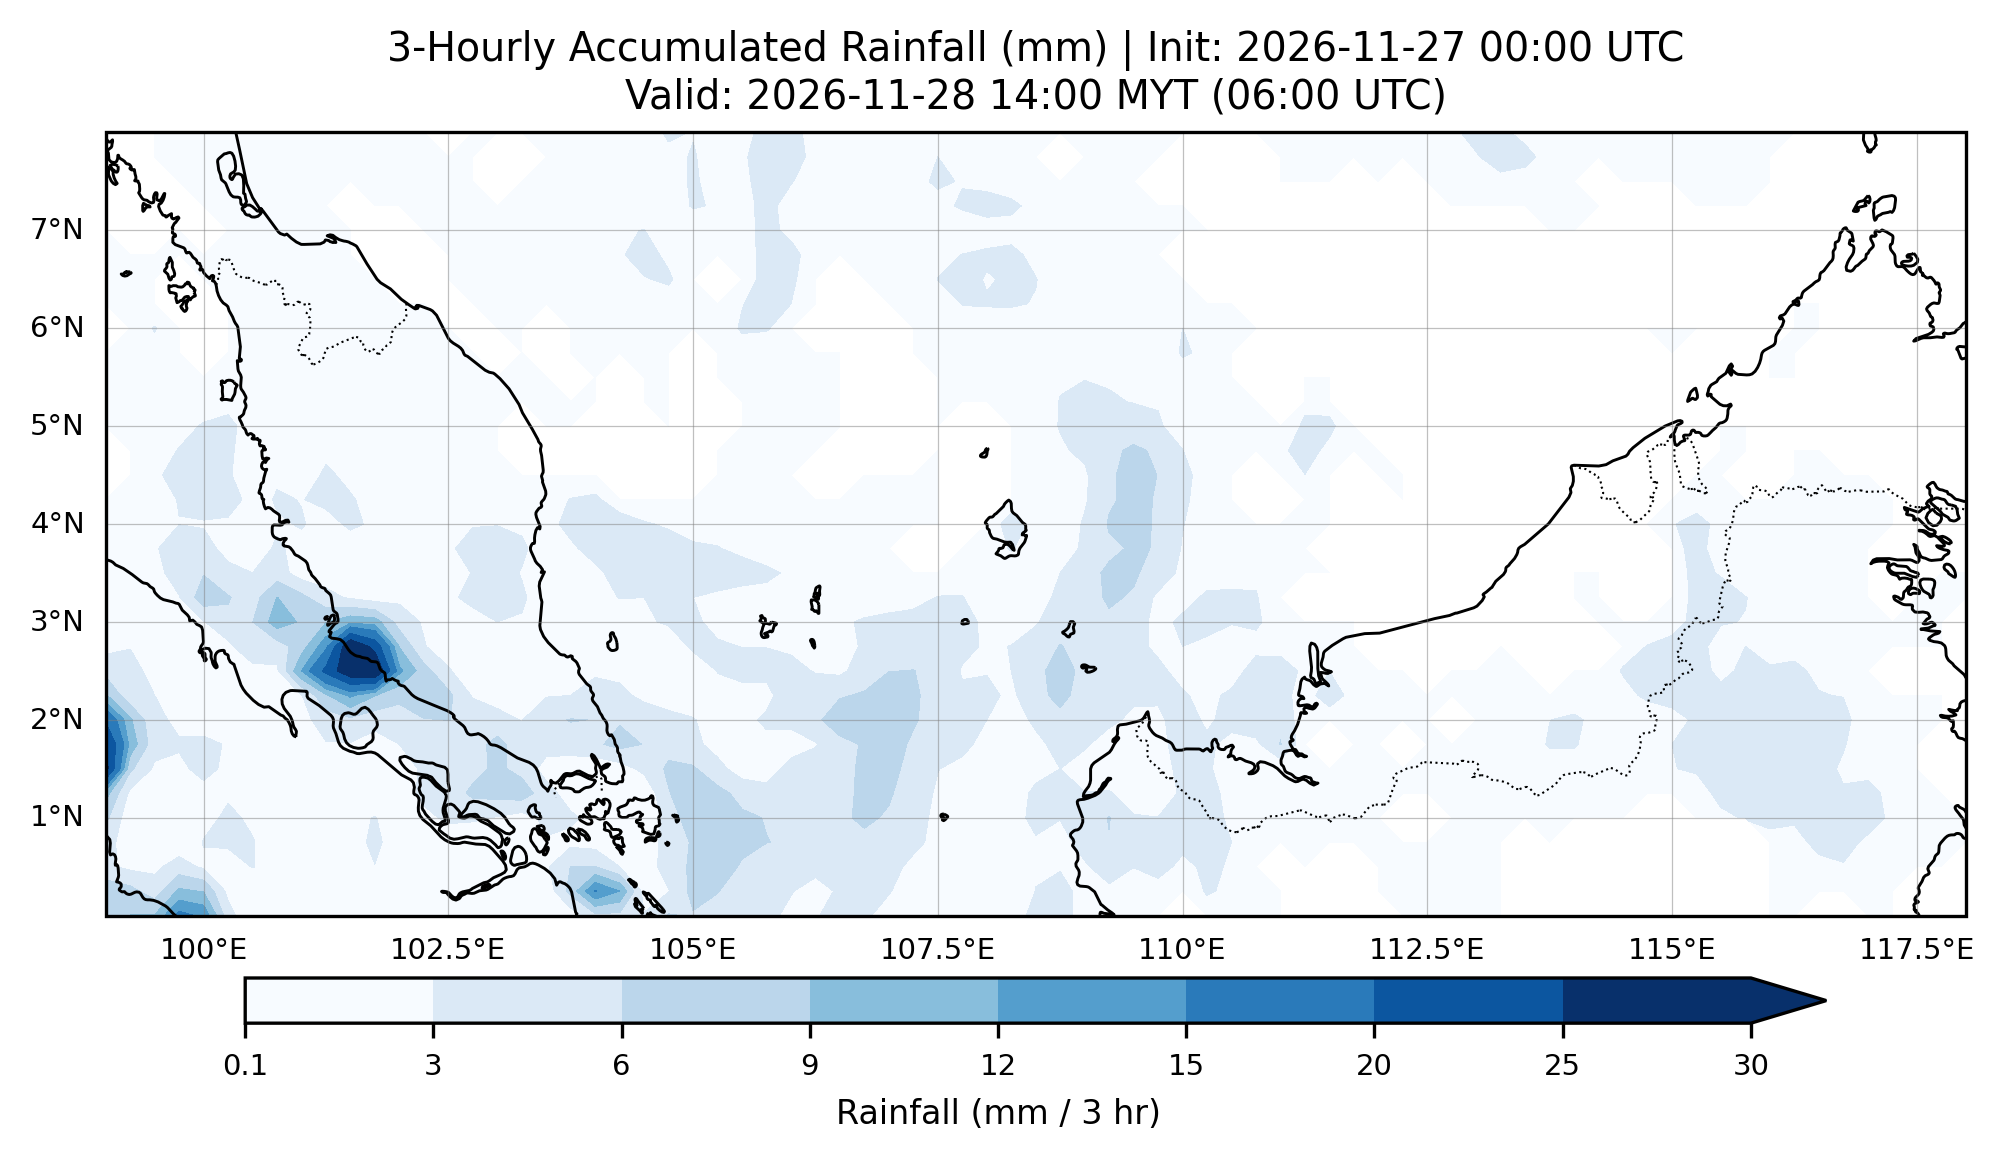 3-Hourly Accumulated Rainfall (mm) | Init: 2026-11-27 00:00 UTC
Valid: 2026-11-28 14:00 MYT (06:00 UTC)
7°N
6°N
5°N
4°N
3°N
2°N
1°N
100°E 102.5°E 105°E 107.5°E 110°E 112.5°E 115°E 117.5°E
0.1 3 6 9 12 15 20 25 30
Rainfall (mm / 3 hr)